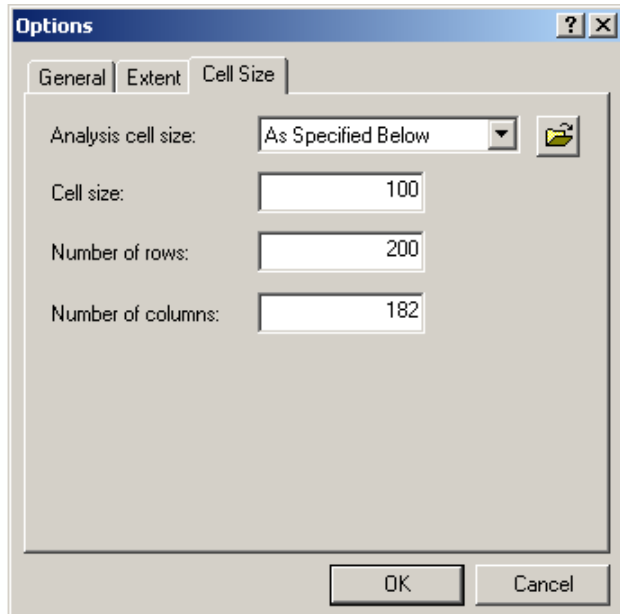 Options
General Extent Cell Size
Analysis cell size: As Specified Below
Cell size: 100
Number of rows: 200
Number of columns: 182
OK Cancel